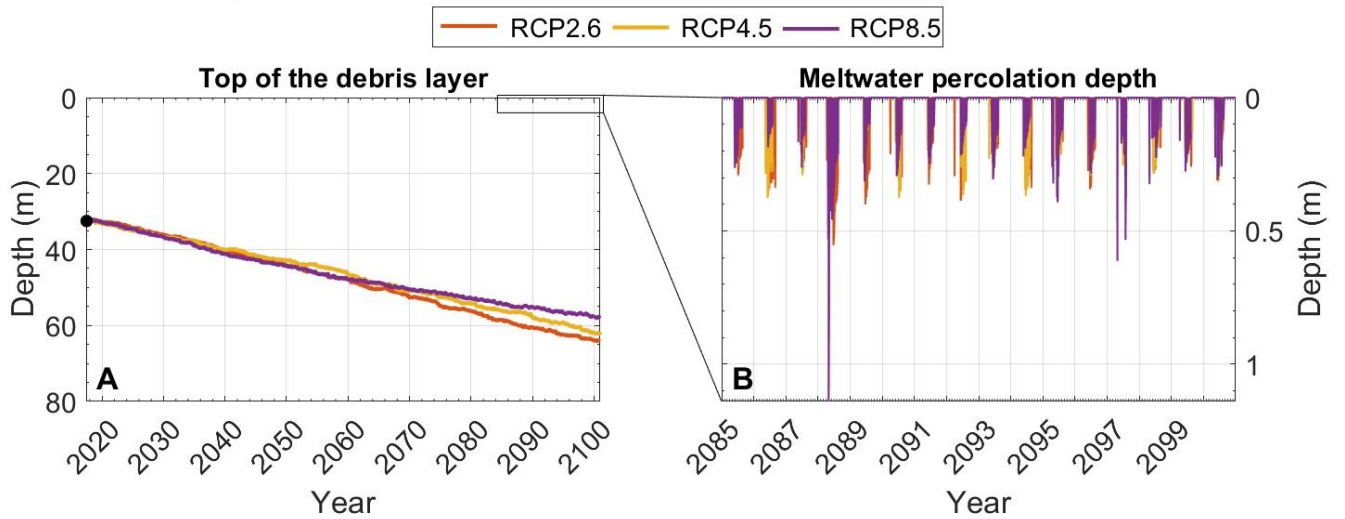 RCP2.6 RCP4.5 RCP8.5
Top of the debris layer
0
20
40
60
80
Depth (m)
A
2020 2030 2040 2050 2060 2070 2080 2090 2100
Year
Meltwater percolation depth
0
0.5
1
Depth (m)
B
2085 2087 2089 2091 2093 2095 2097 2099
Year